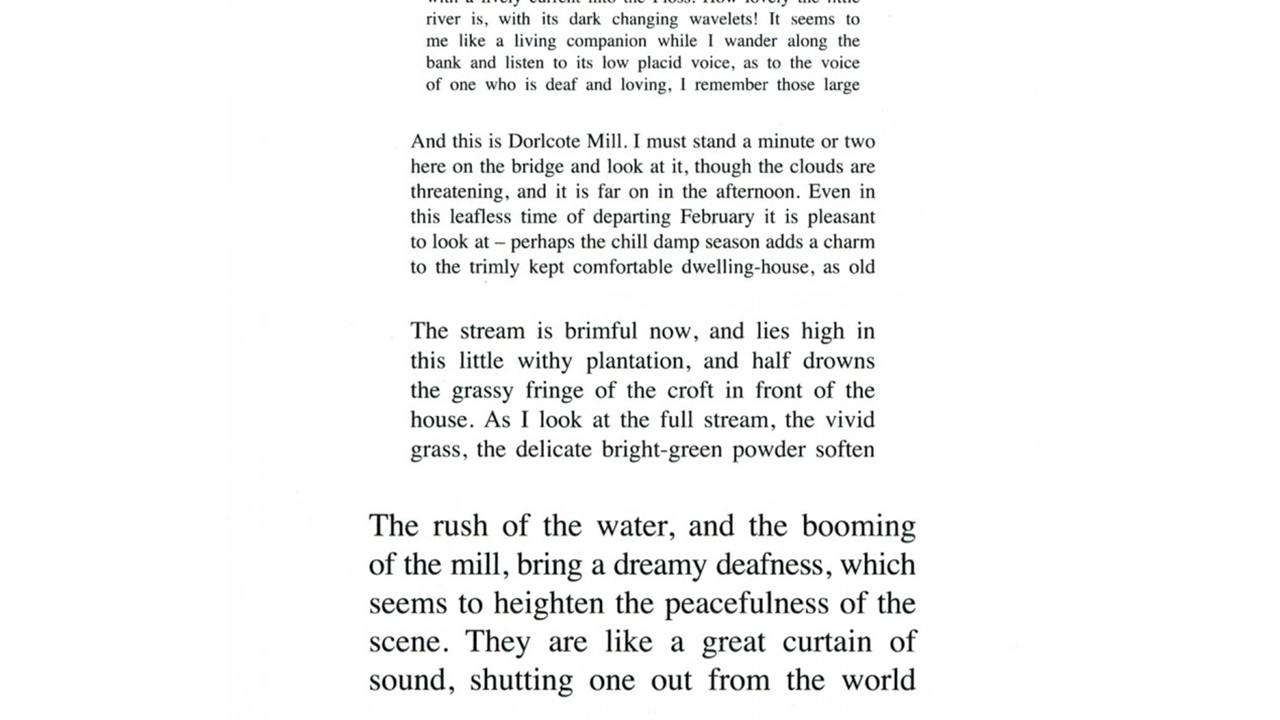 river is, with its dark changing wavelets! It seems to
me like a living companion while I wander along the
bank and listen to its low placid voice, as to the voice
of one who is deaf and loving, I remember those large
And this is Dorlcote Mill. I must stand a minute or two
here on the bridge and look at it, though the clouds are
threatening, and it is far on in the afternoon. Even in
this leafless time of departing February it is pleasant
to look at – perhaps the chill damp season adds a charm
to the trimly kept comfortable dwelling-house, as old
The stream is brimful now, and lies high in
this little withy plantation, and half drowns
the grassy fringe of the croft in front of the
house. As I look at the full stream, the vivid
grass, the delicate bright-green powder soften
The rush of the water, and the booming
of the mill, bring a dreamy deafness, which
seems to heighten the peacefulness of the
scene. They are like a great curtain of
sound, shutting one out from the world